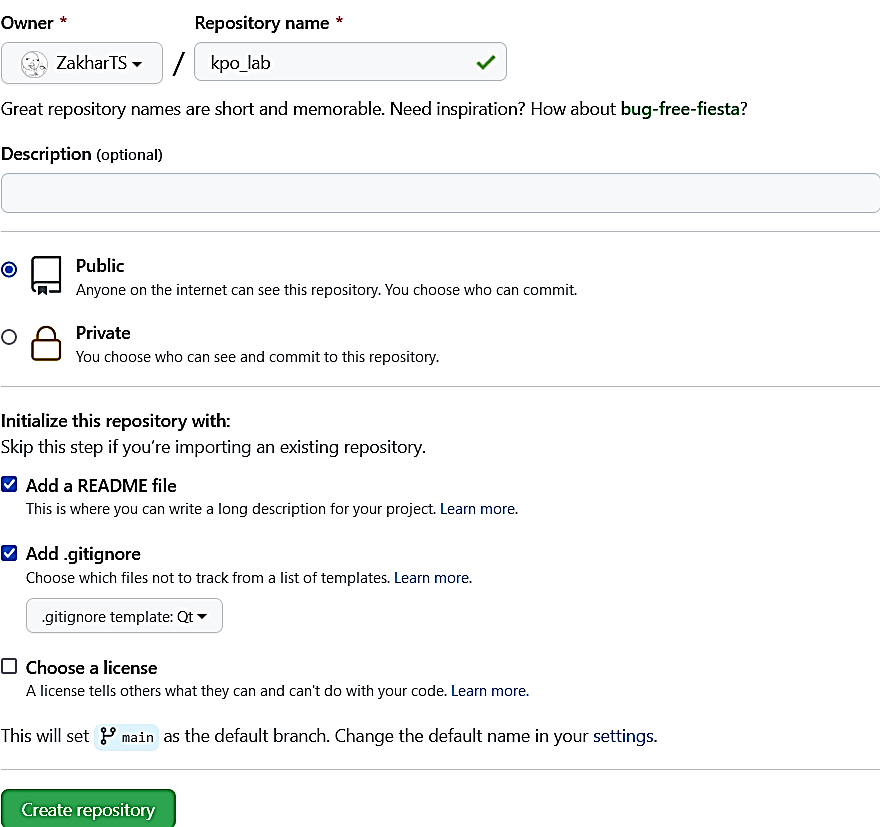 Owner * Repository name *
ZakharTS / kpo_lab
Great repository names are short and memorable. Need inspiration? How about bug-free-fiesta?
Description (optional)
Public
Anyone on the internet can see this repository. You choose who can commit.
Private
You choose who can see and commit to this repository.
Initialize this repository with:
Skip this step if you’re importing an existing repository.
Add a README file
This is where you can write a long description for your project. Learn more.
Add .gitignore
Choose which files not to track from a list of templates. Learn more.
.gitignore template: Qt
Choose a license
A license tells others what they can and can't do with your code. Learn more.
This will set main as the default branch. Change the default name in your settings.
Create repository